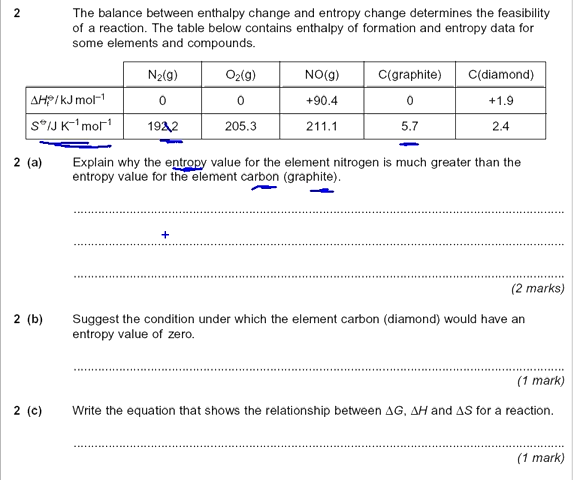 2 The balance between enthalpy change and entropy change determines the feasibility
of a reaction. The table below contains enthalpy of formation and entropy data for
some elements and compounds.
N₂(g) O₂(g) NO(g) C(graphite) C(diamond)
ΔHf⦵/kJ mol⁻¹ 0 0 +90.4 0 +1.9
S⦵/J K⁻¹ mol⁻¹ 192.2 205.3 211.1 5.7 2.4
2 (a) Explain why the entropy value for the element nitrogen is much greater than the
entropy value for the element carbon (graphite).
(2 marks)
2 (b) Suggest the condition under which the element carbon (diamond) would have an
entropy value of zero.
(1 mark)
2 (c) Write the equation that shows the relationship between ΔG, ΔH and ΔS for a reaction.
(1 mark)